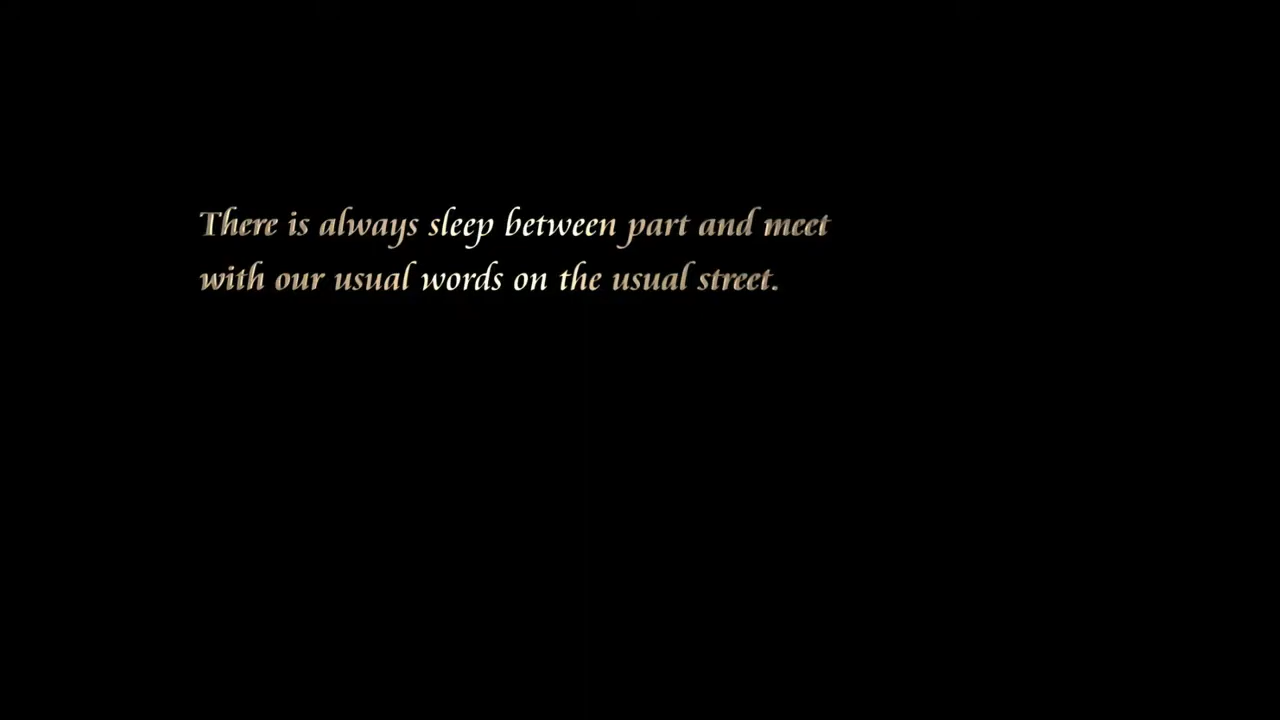 There is always sleep between part and meet
with our usual words on the usual street.